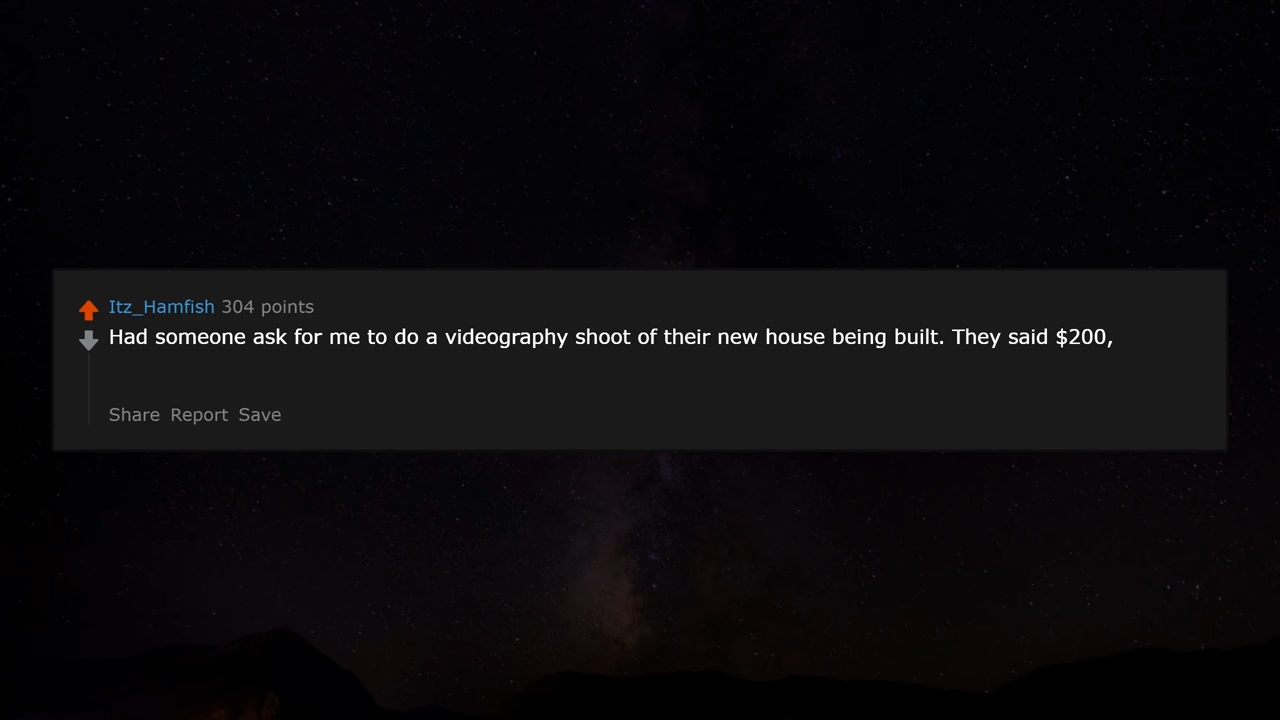 Itz_Hamfish 304 points
Had someone ask for me to do a videography shoot of their new house being built. They said $200,
Share Report Save